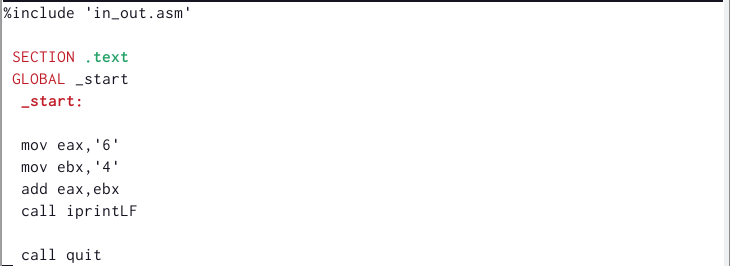 %include 'in_out.asm'
SECTION .text
GLOBAL _start
_start:
mov eax,'6'
mov ebx,'4'
add eax,ebx
call iprintLF
call quit